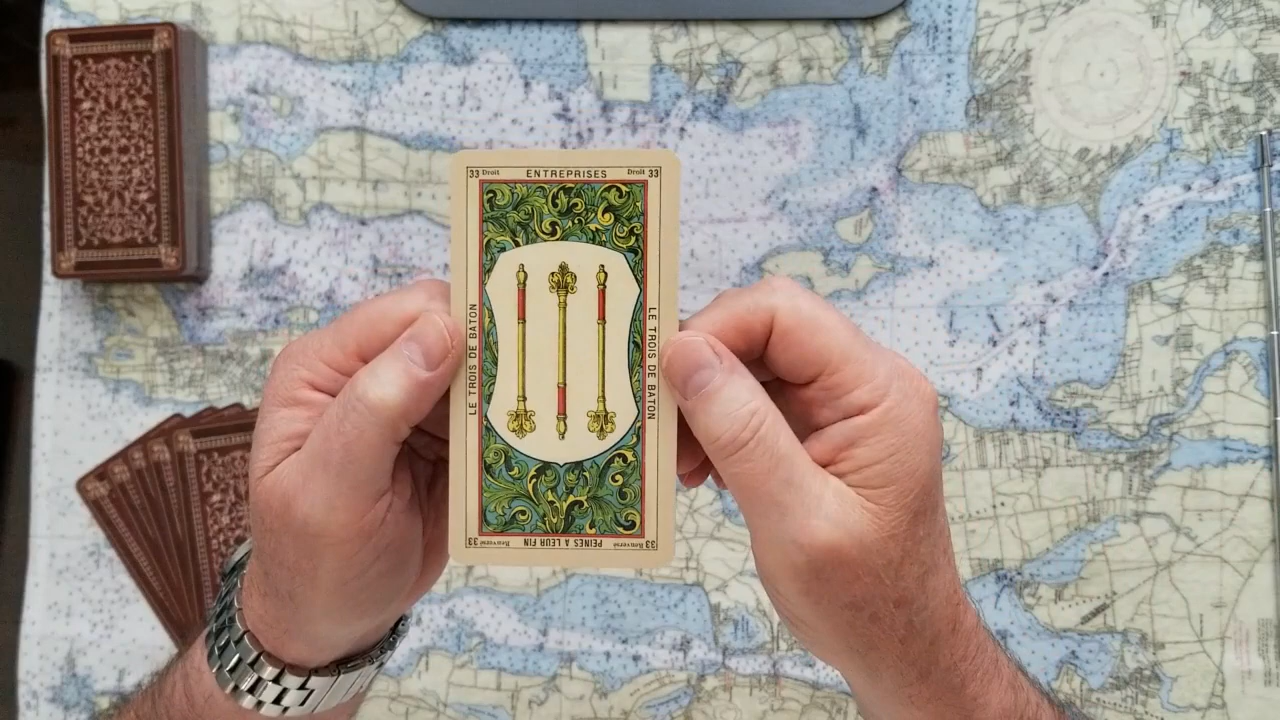 33 Droit ENTREPRISES Droit 33
LE TROIS DE BATON
LE TROIS DE BATON
33 Renversé PEINES A LEUR FIN Renversé 33